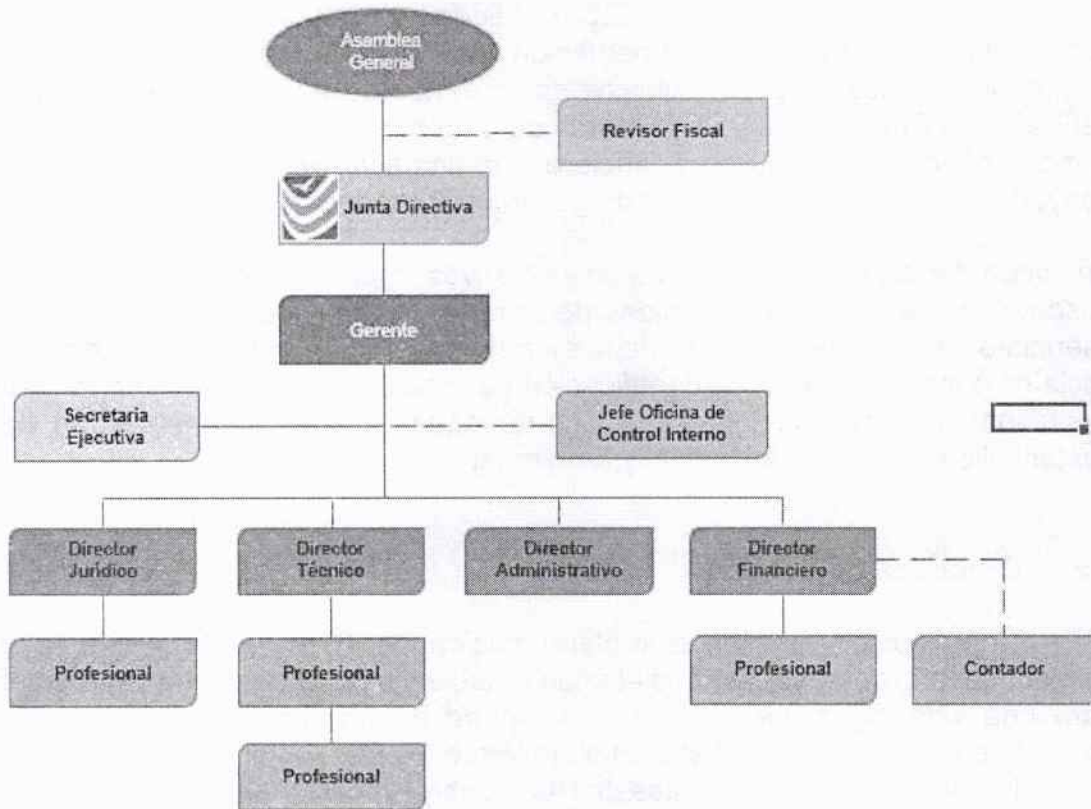 Asamblea
General
Revisor Fiscal
Junta Directiva
Gerente
Secretaria
Ejecutiva
Jefe Oficina de
Control Interno
Director
Jurídico
Director
Técnico
Director
Administrativo
Director
Financiero
Profesional
Profesional
Profesional
Contador
Profesional